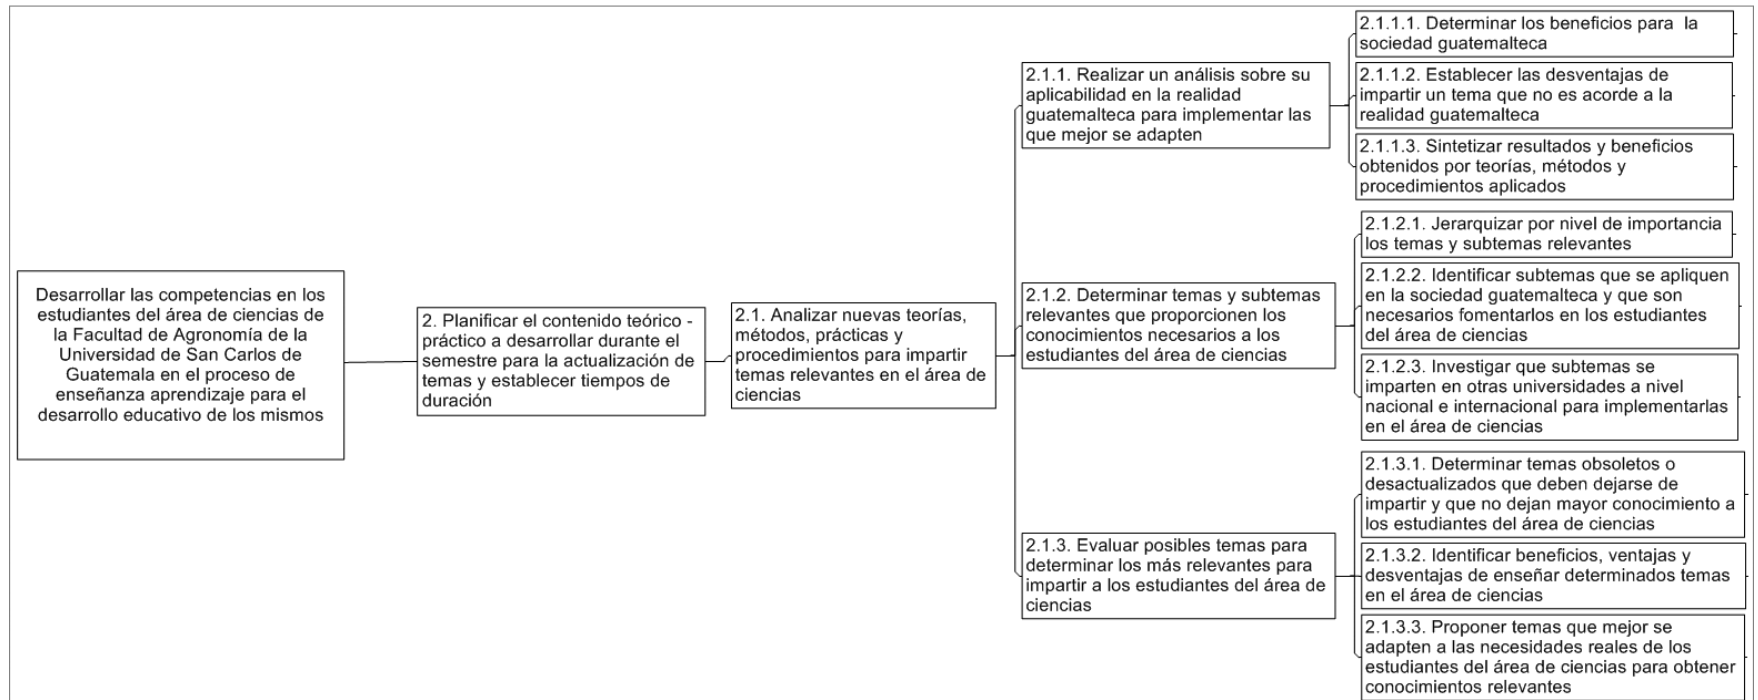 Desarrollar las competencias en los
estudiantes del área de ciencias de
la Facultad de Agronomía de la
Universidad de San Carlos de
Guatemala en el proceso de
enseñanza aprendizaje para el
desarrollo educativo de los mismos
2. Planificar el contenido teórico -
práctico a desarrollar durante el
semestre para la actualización de
temas y establecer tiempos de
duración
2.1. Analizar nuevas teorías,
métodos, prácticas y
procedimientos para impartir
temas relevantes en el área de
ciencias
2.1.1. Realizar un análisis sobre su
aplicabilidad en la realidad
guatemalteca para implementar las
que mejor se adapten
2.1.1.1. Determinar los beneficios para  la
sociedad guatemalteca
2.1.1.2. Establecer las desventajas de
impartir un tema que no es acorde a la
realidad guatemalteca
2.1.1.3. Sintetizar resultados y beneficios
obtenidos por teorías, métodos y
procedimientos aplicados
2.1.2. Determinar temas y subtemas
relevantes que proporcionen los
conocimientos necesarios a los
estudiantes del área de ciencias
2.1.2.1. Jerarquizar por nivel de importancia
los temas y subtemas relevantes
2.1.2.2. Identificar subtemas que se apliquen
en la sociedad guatemalteca y que son
necesarios fomentarlos en los estudiantes
del área de ciencias
2.1.2.3. Investigar que subtemas se
imparten en otras universidades a nivel
nacional e internacional para implementarlas
en el área de ciencias
2.1.3. Evaluar posibles temas para
determinar los más relevantes para
impartir a los estudiantes del área de
ciencias
2.1.3.1. Determinar temas obsoletos o
desactualizados que deben dejarse de
impartir y que no dejan mayor conocimiento a
los estudiantes del área de ciencias
2.1.3.2. Identificar beneficios, ventajas y
desventajas de enseñar determinados temas
en el área de ciencias
2.1.3.3. Proponer temas que mejor se
adapten a las necesidades reales de los
estudiantes del área de ciencias para obtener
conocimientos relevantes